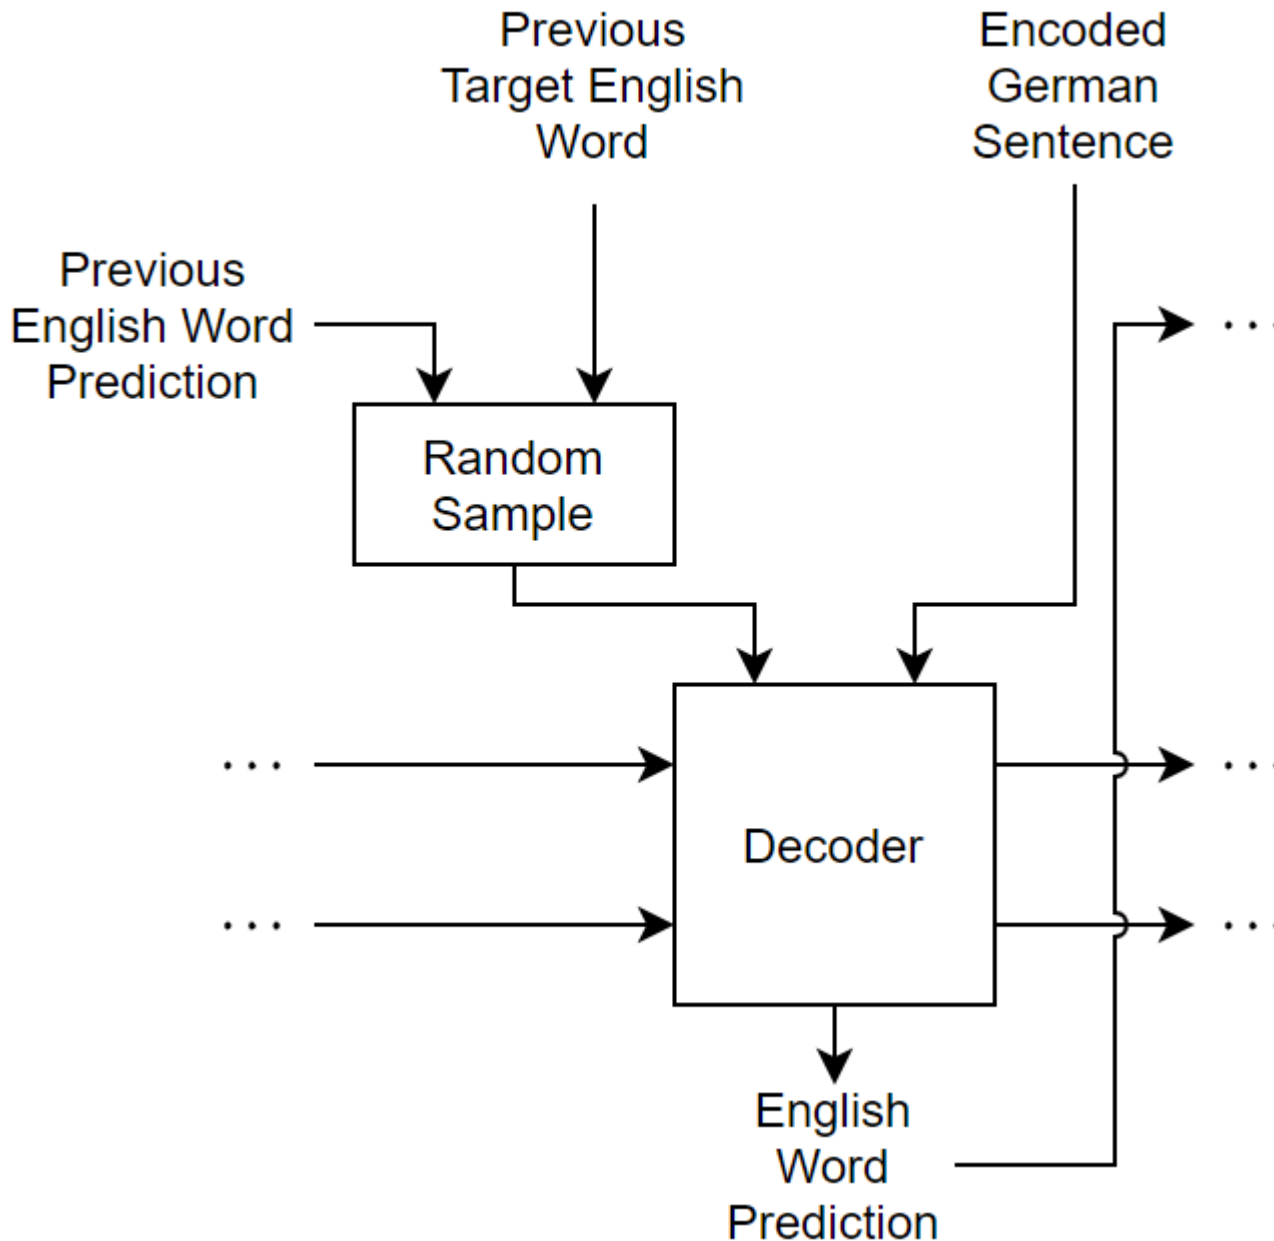 Previous
Target English
Word
Encoded
German
Sentence
Previous
English Word
Prediction
...
Random
Sample
...
...
Decoder
...
...
English
Word
Prediction